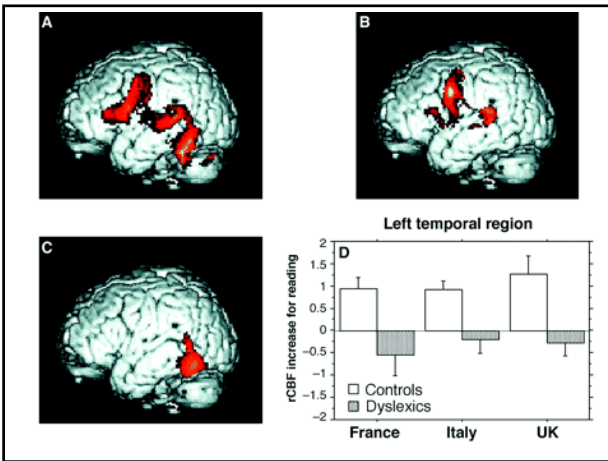 A
B
C
Left temporal region
D
rCBF increase for reading
2
1.5
1
0.5
0
−0.5
−1
−1.5
−2
Controls
Dyslexics
France Italy UK